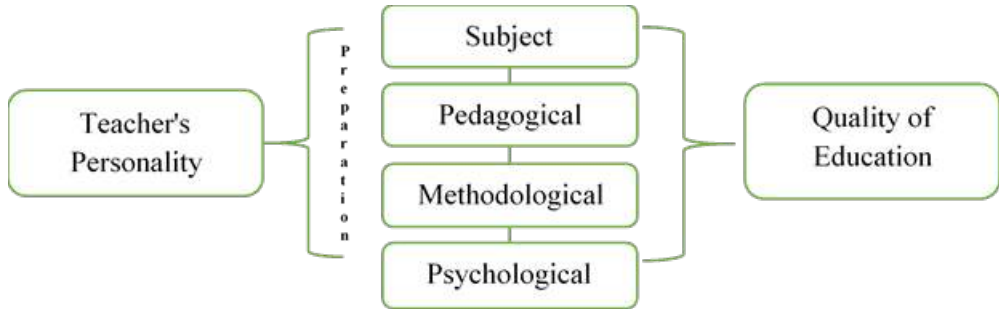 Teacher's
Personality
Preparation
Subject
Pedagogical
Methodological
Psychological
Quality of
Education